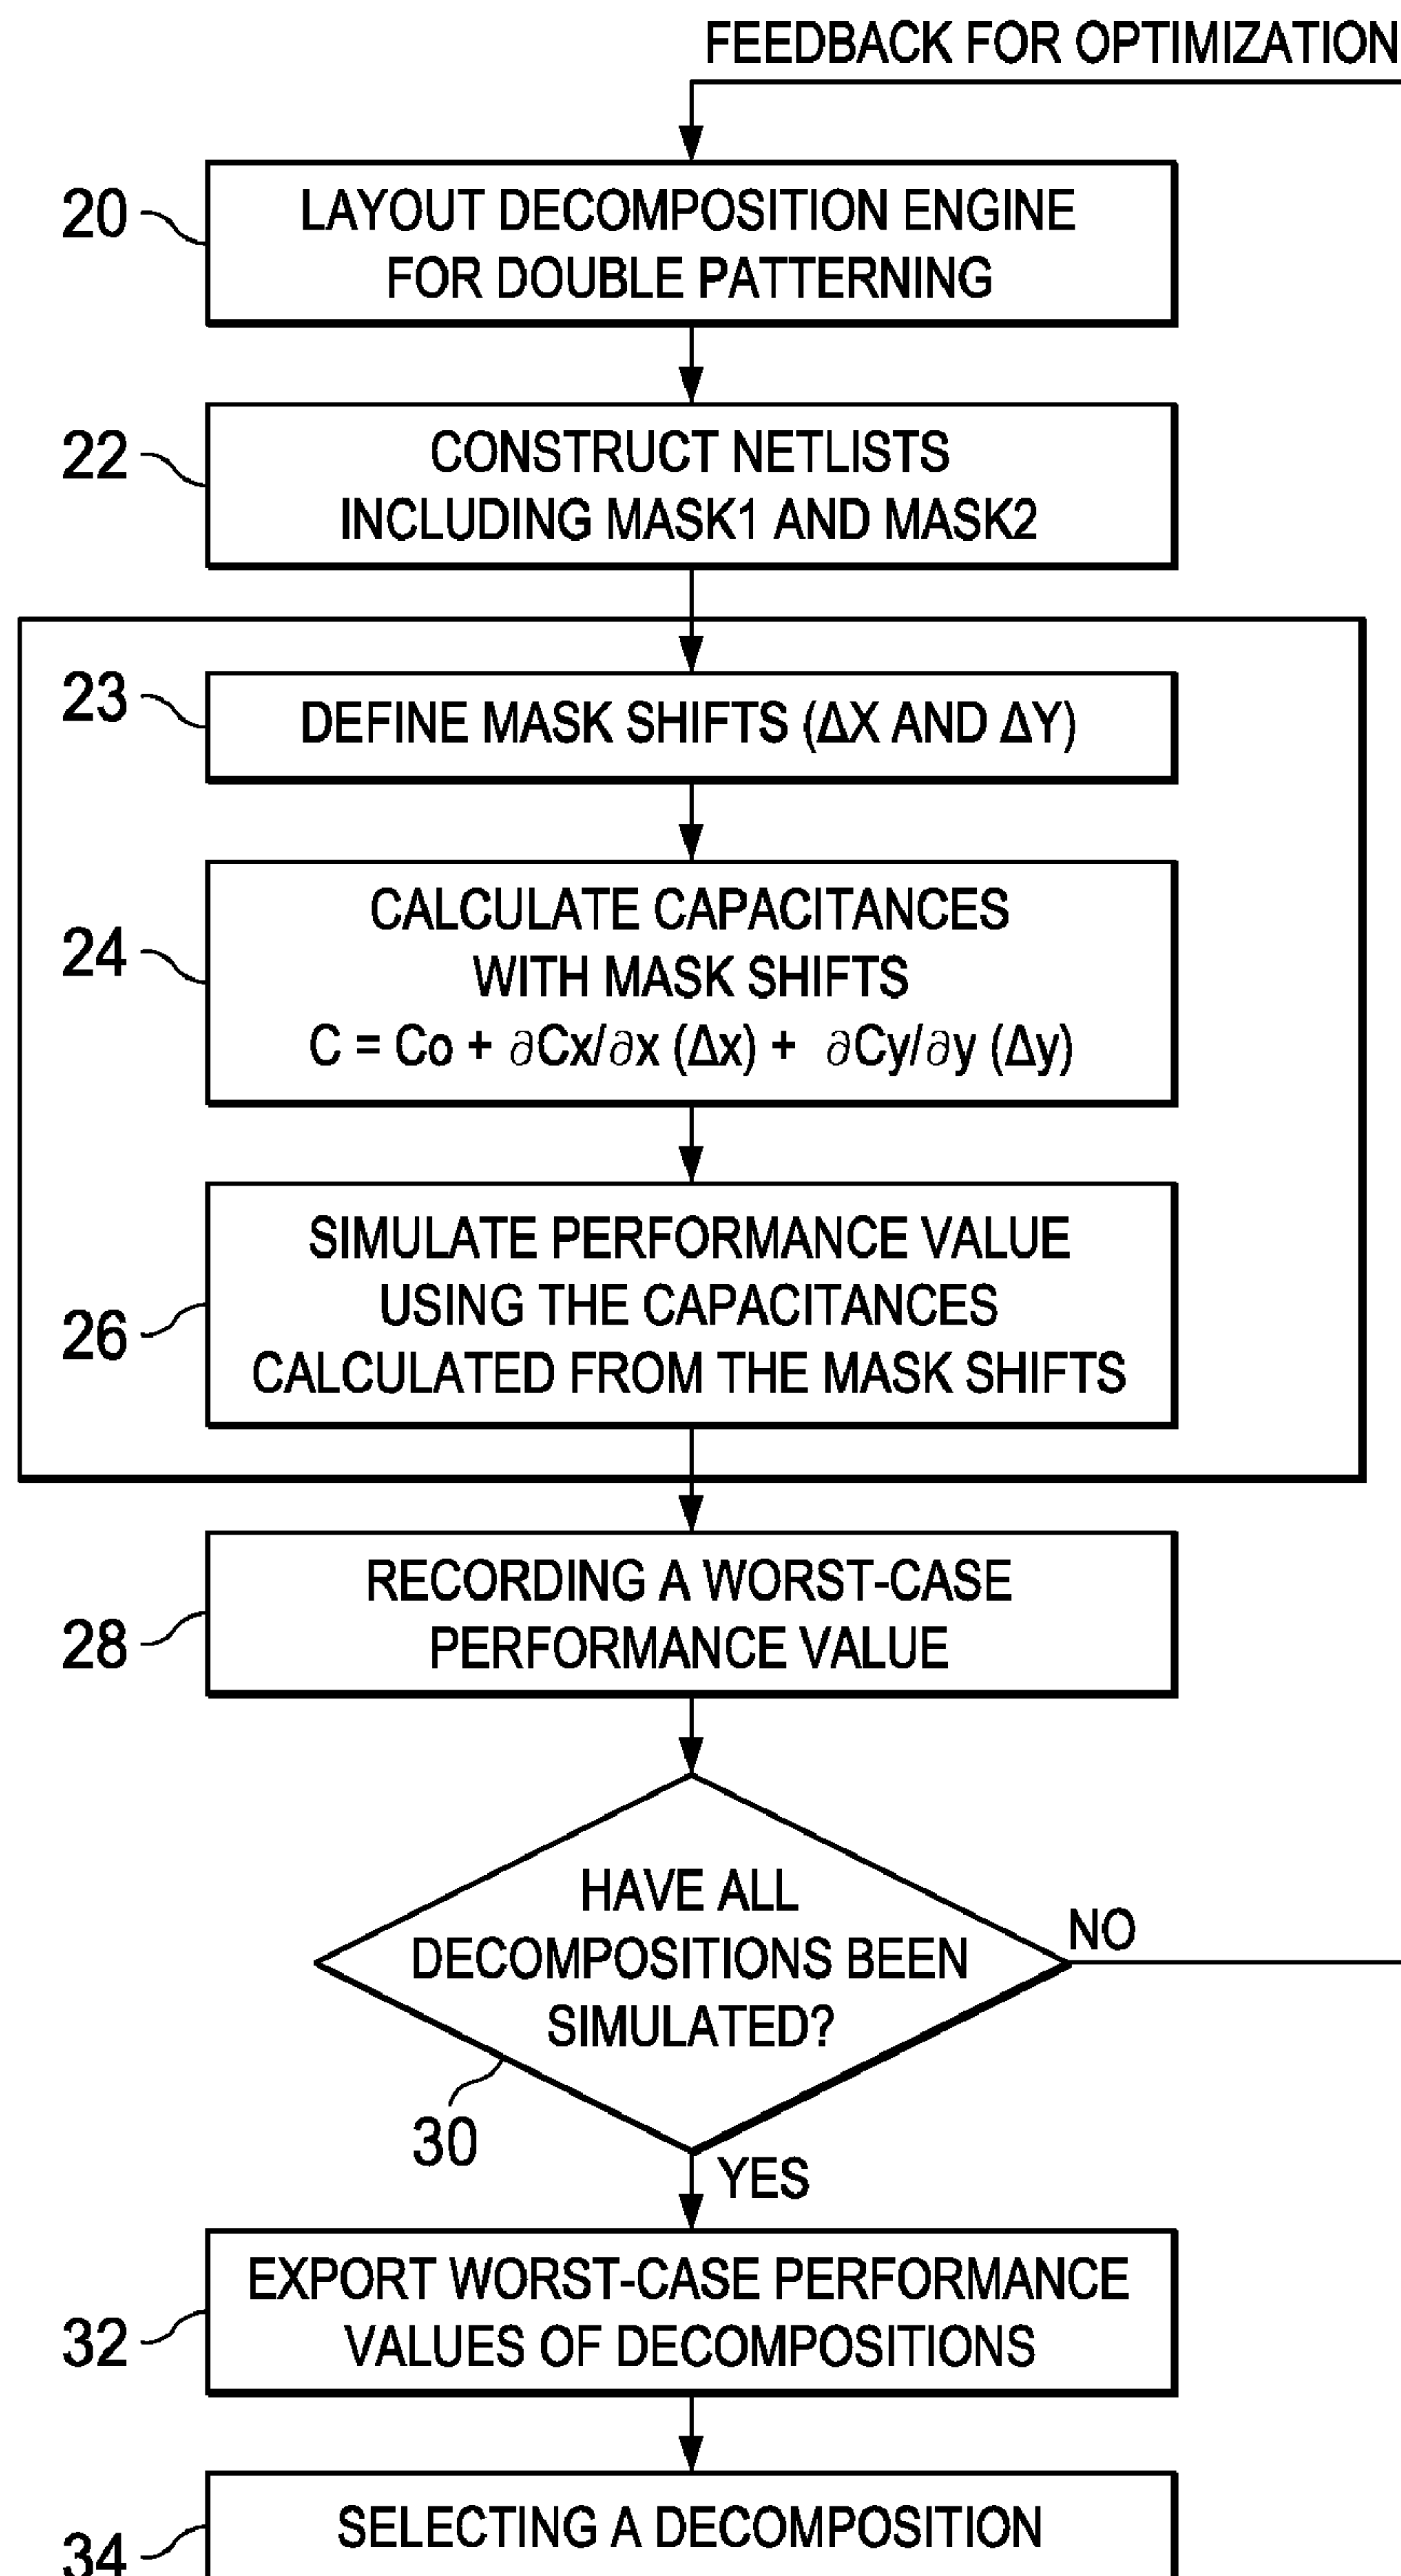 FEEDBACK FOR OPTIMIZATION
20
LAYOUT DECOMPOSITION ENGINE
FOR DOUBLE PATTERNING
22
CONSTRUCT NETLISTS
INCLUDING MASK1 AND MASK2
23
DEFINE MASK SHIFTS (ΔX AND ΔY)
24
CALCULATE CAPACITANCES
WITH MASK SHIFTS
C = Co + ∂Cx/∂x (Δx) + ∂Cy/∂y (Δy)
26
SIMULATE PERFORMANCE VALUE
USING THE CAPACITANCES
CALCULATED FROM THE MASK SHIFTS
28
RECORDING A WORST-CASE
PERFORMANCE VALUE
HAVE ALL
DECOMPOSITIONS BEEN
SIMULATED?
NO
30
YES
32
EXPORT WORST-CASE PERFORMANCE
VALUES OF DECOMPOSITIONS
34
SELECTING A DECOMPOSITION